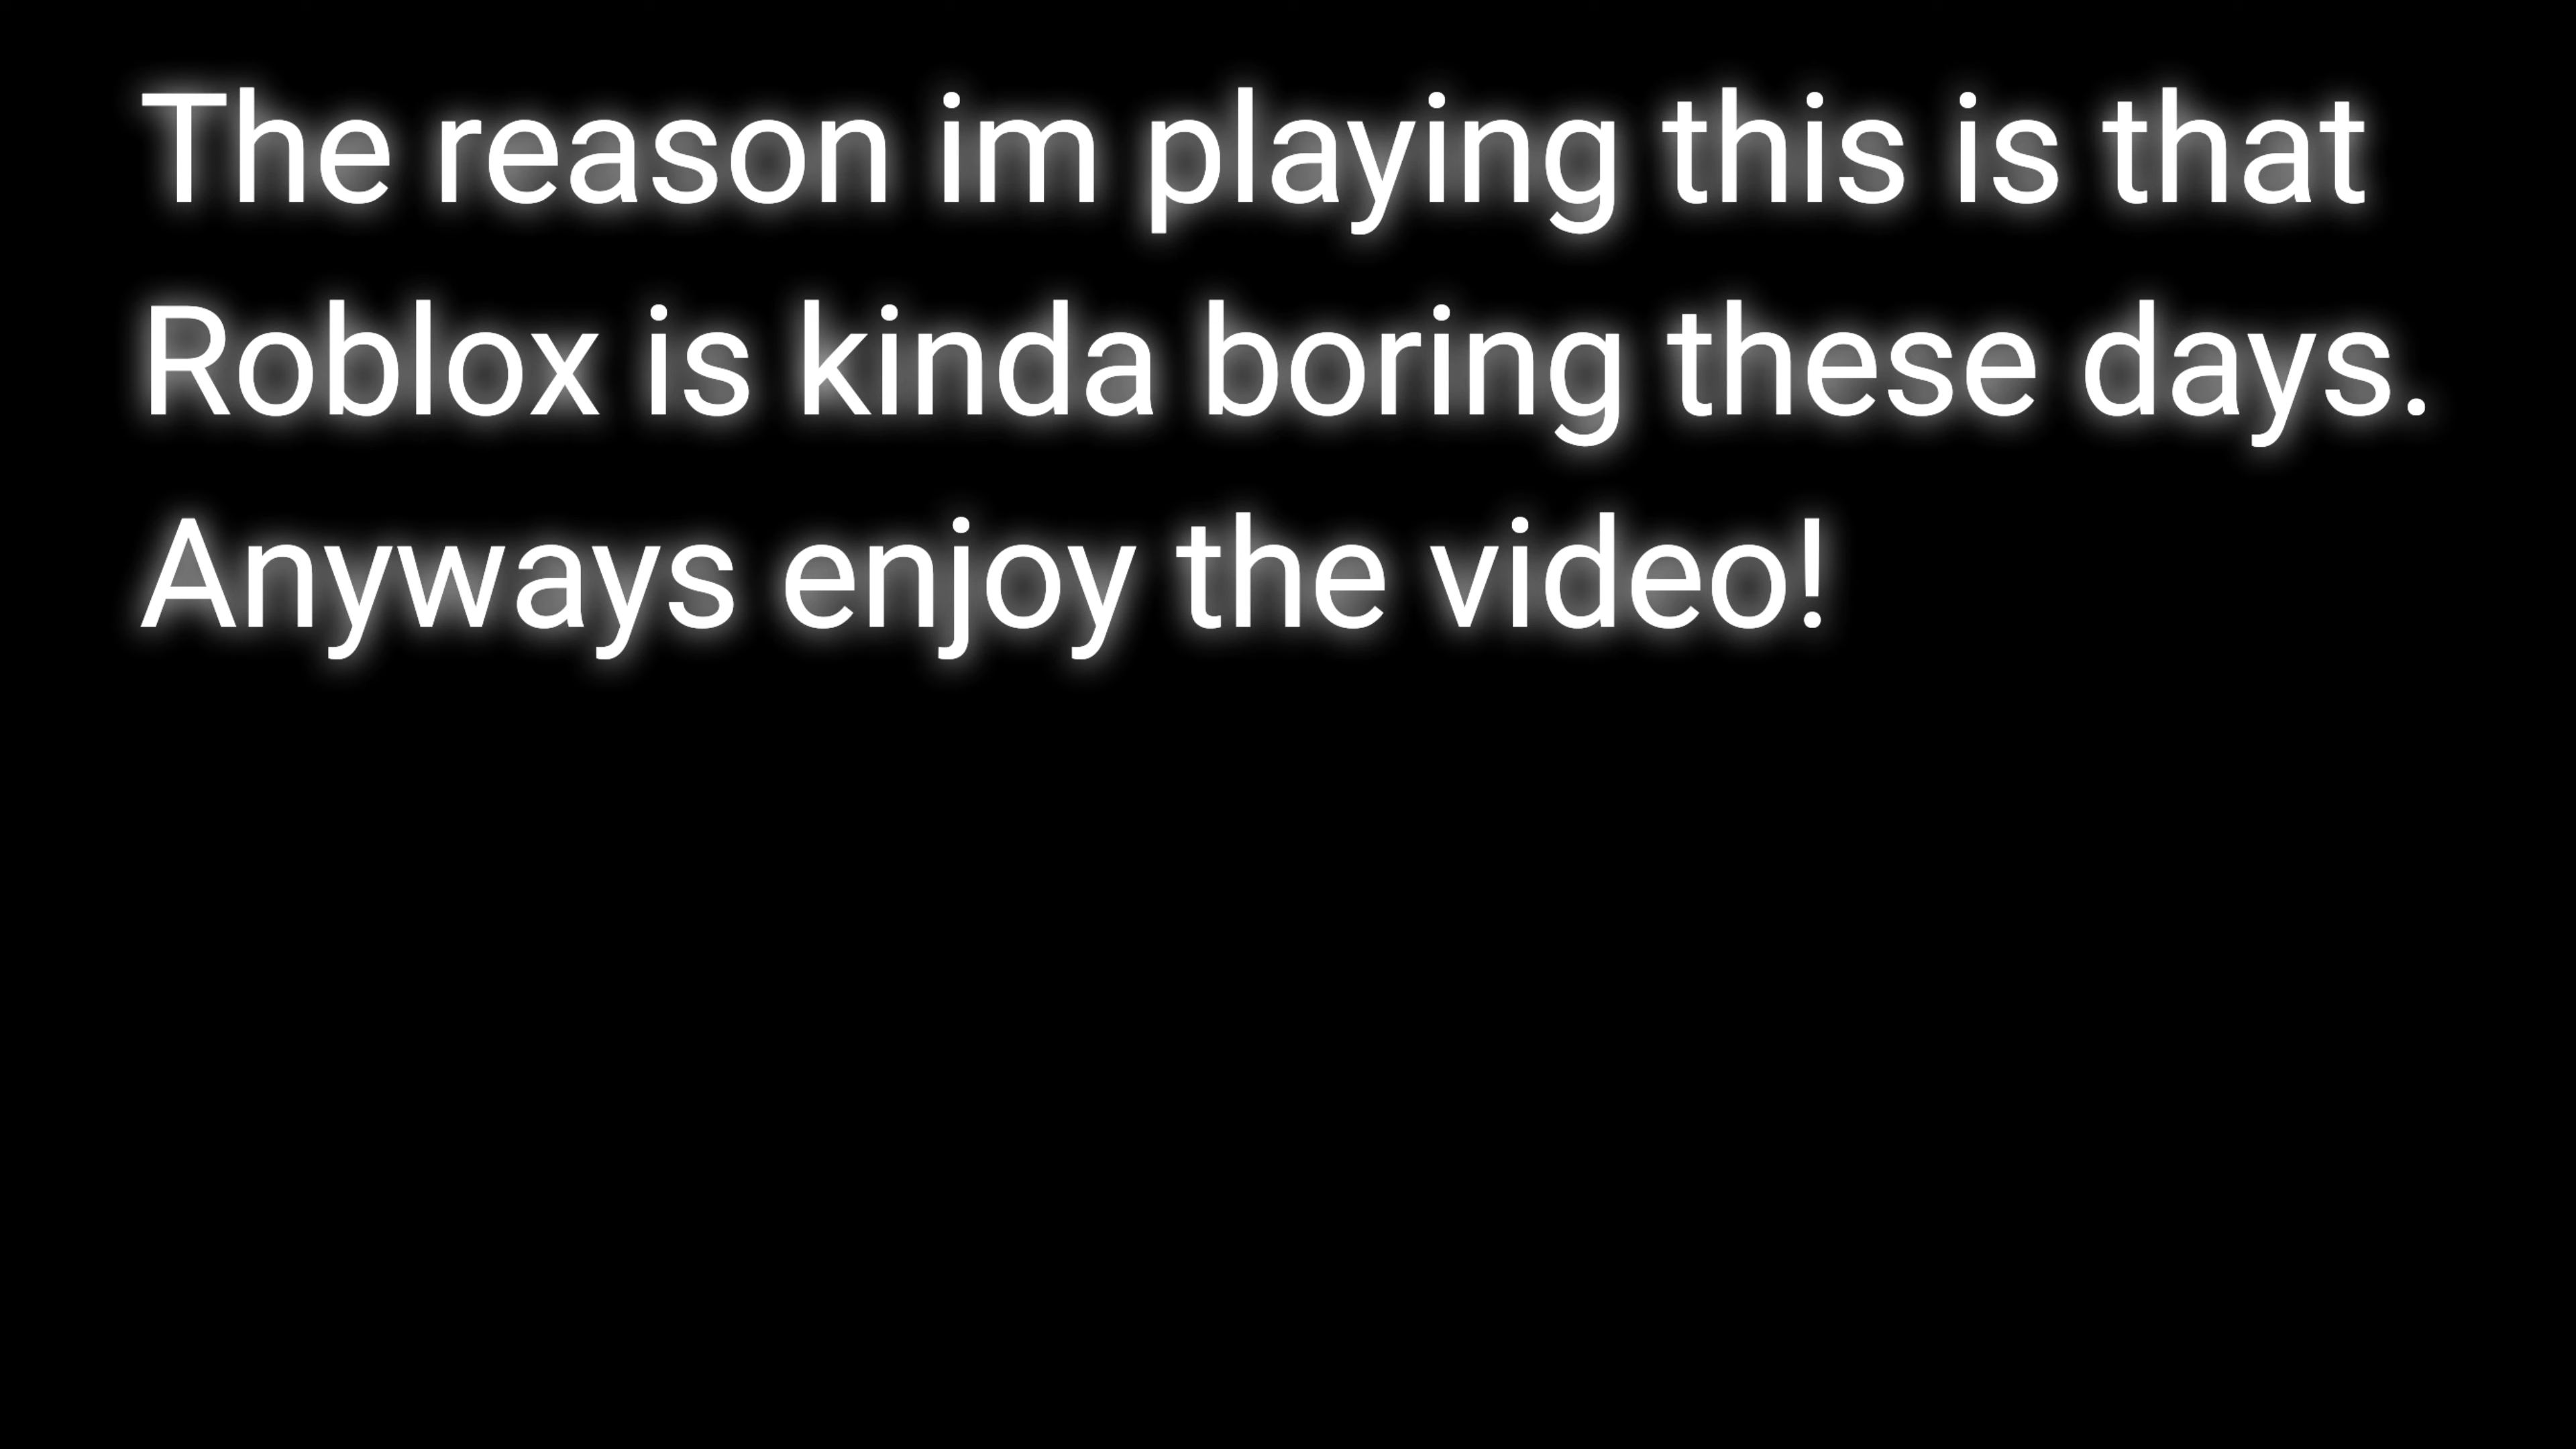 The reason im playing this is that
Roblox is kinda boring these days.
Anyways enjoy the video!